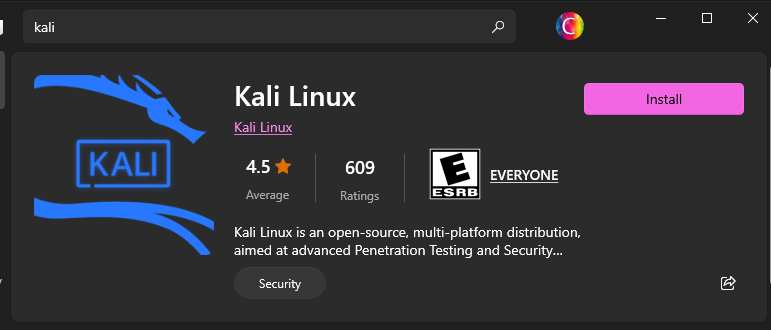 kali
C
Kali Linux
Install
Kali Linux
KALI
4.5
609
E
ESRB
EVERYONE
Average
Ratings
Kali Linux is an open-source, multi-platform distribution,
aimed at advanced Penetration Testing and Security...
Security